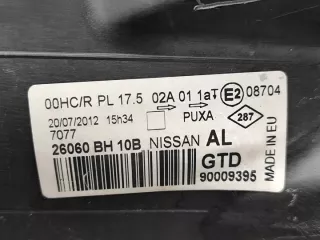 00HC/R PL 17.5 02A 01 1aT E2 08704
20/07/2012 15h34 PUXA 287
7077
26060 BH 10B NISSAN AL
GTD
90009395
MADE IN EU